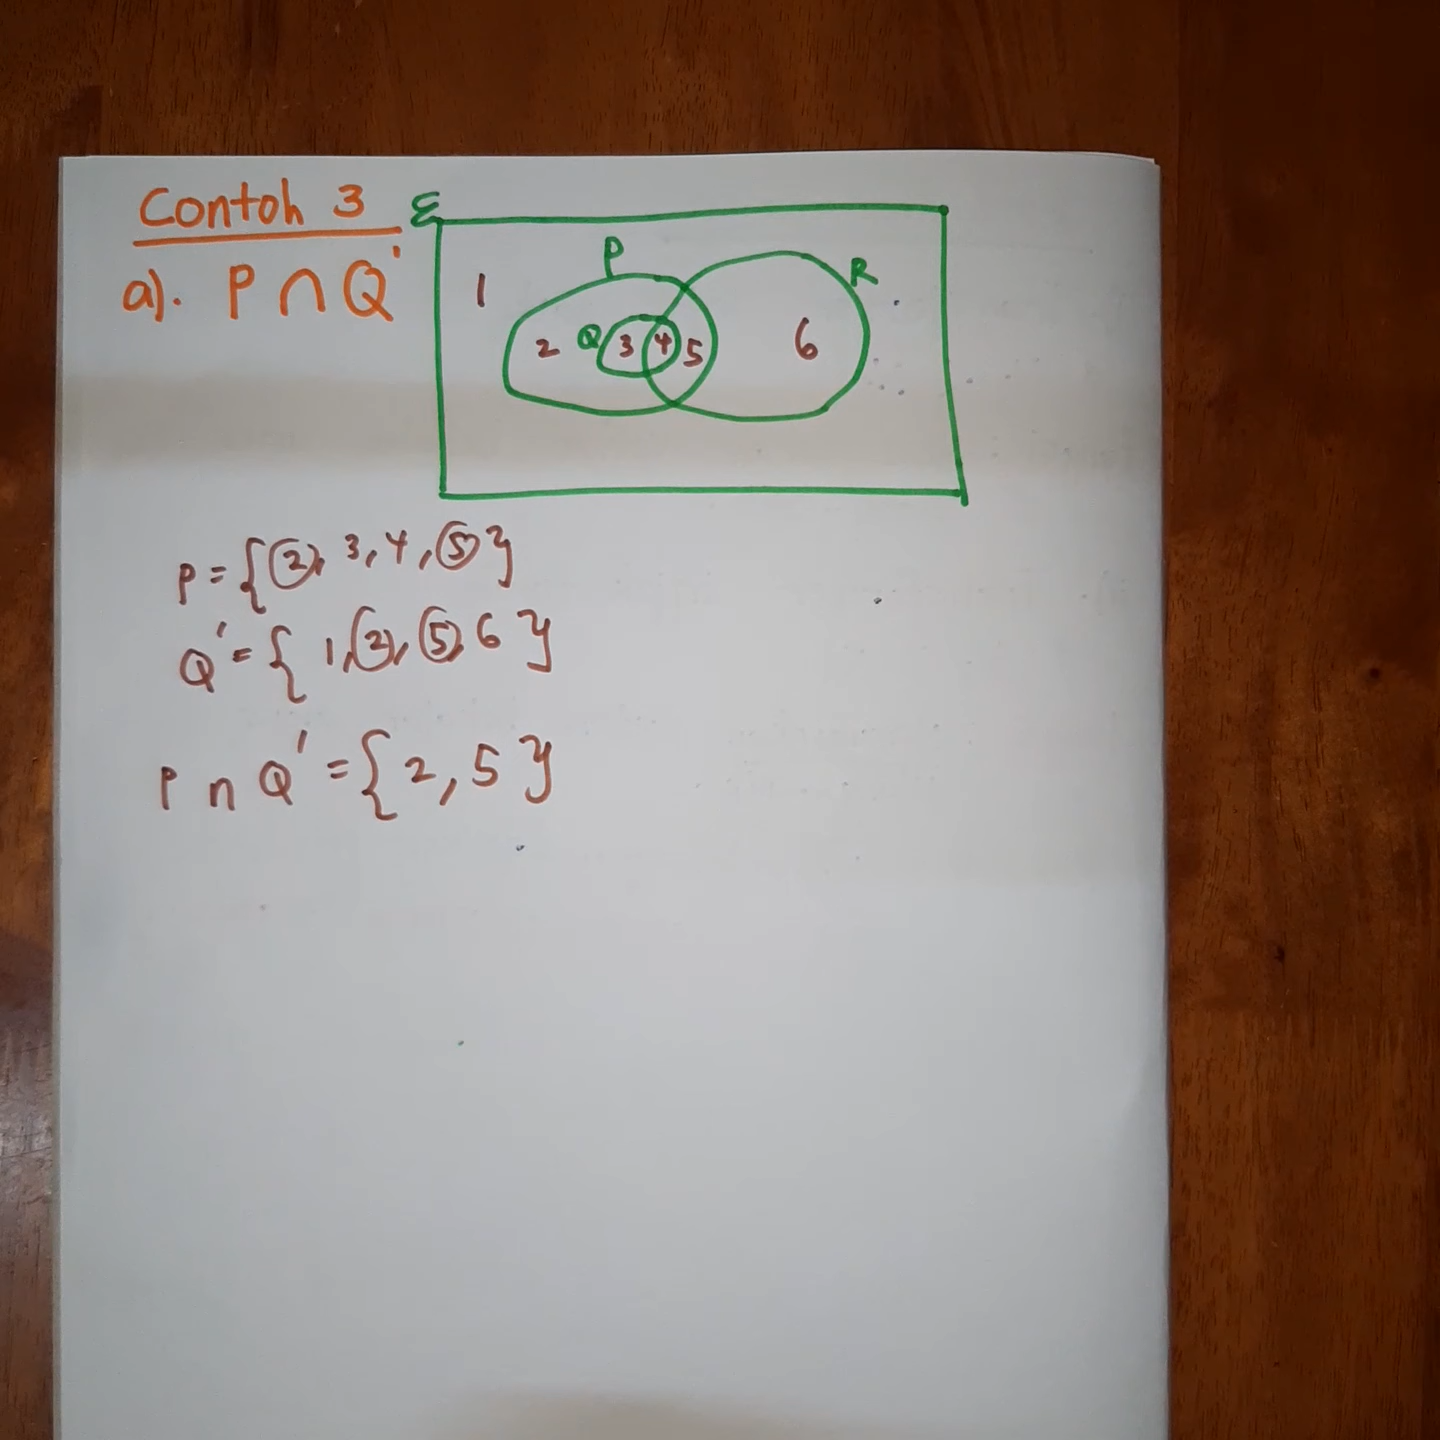 Contoh 3
a). P ∩ Q'
ε
P
R
1
2 Q 3 4 5 6
P = {2, 3, 4, 5}
Q' = {1, 2, 5, 6}
P ∩ Q' = {2, 5}